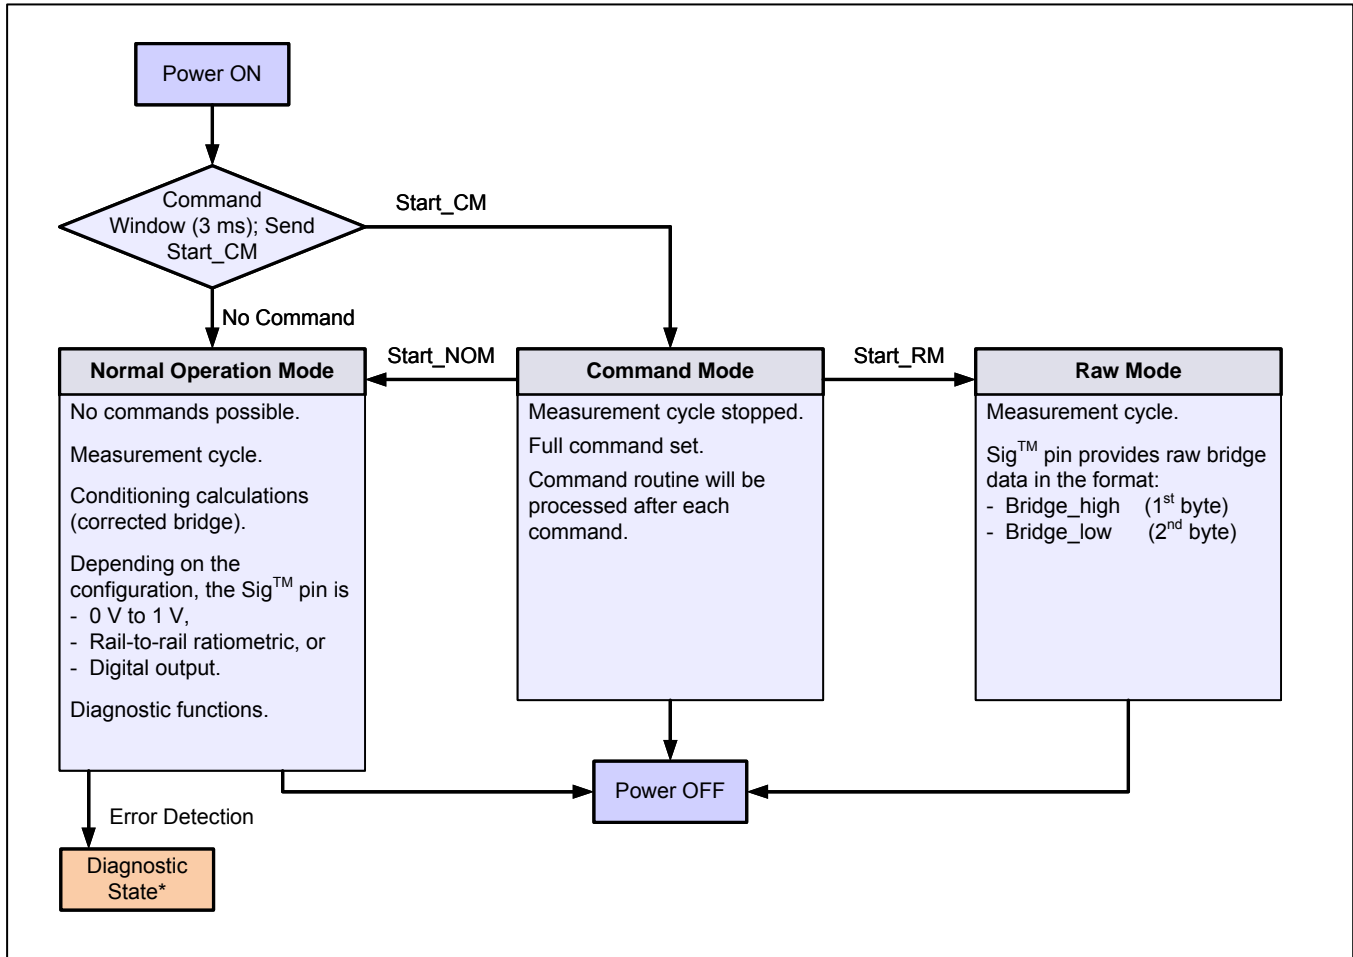 Power ON
Command
Window (3 ms); Send
Start_CM
Start_CM
No Command
Normal Operation Mode
No commands possible.
Measurement cycle.
Conditioning calculations
(corrected bridge).
Depending on the
configuration, the Sig™ pin is
- 0 V to 1 V,
- Rail-to-rail ratiometric, or
- Digital output.
Diagnostic functions.
Start_NOM
Command Mode
Measurement cycle stopped.
Full command set.
Command routine will be
processed after each
command.
Start_RM
Raw Mode
Measurement cycle.
Sig™ pin provides raw bridge
data in the format:
- Bridge_high (1st byte)
- Bridge_low (2nd byte)
Power OFF
Error Detection
Diagnostic
State*